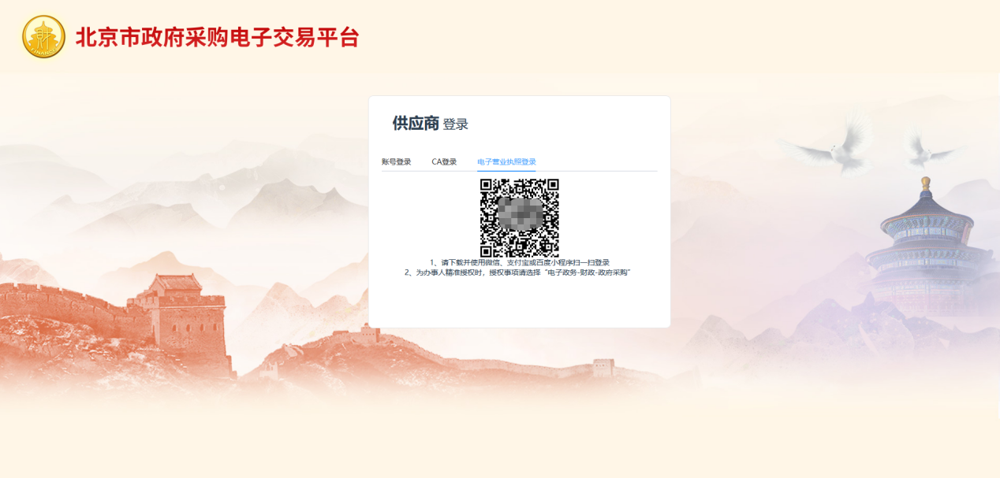 北京市政府采购电子交易平台
FINANCE
供应商 登录
账号登录 CA登录 电子营业执照登录
1、请下载并使用微信、支付宝或百度小程序扫一扫登录
2、为办事人精准授权时，授权事项请选择“电子政务-财政-政府采购”